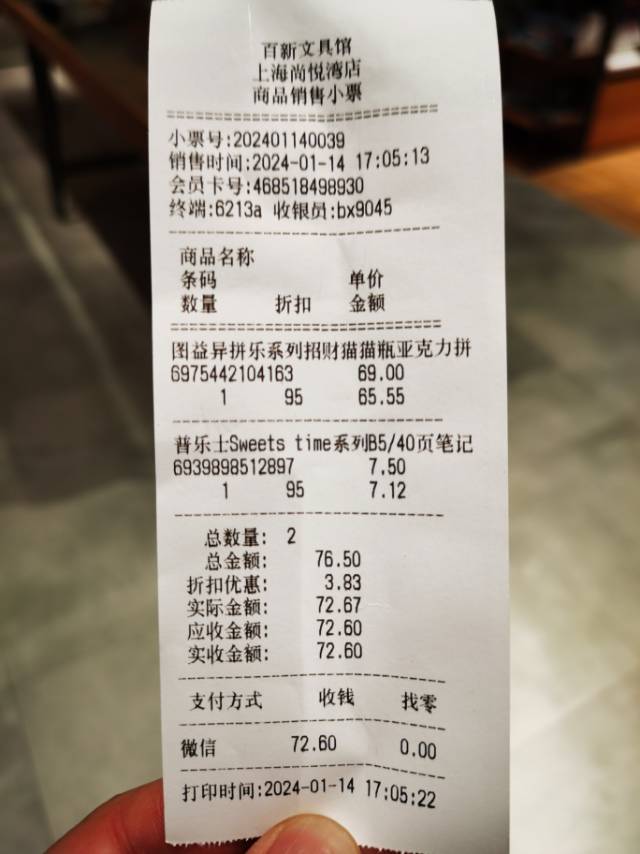 百新文具馆
上海尚悦湾店
商品销售小票
==============================
小票号:202401140039
销售时间:2024-01-14 17:05:13
会员卡号:468518498930
终端:6213a 收银员:bx9045
------------------------------
商品名称
条码 单价
数量 折扣 金额
==============================
图益异拼乐系列招财猫猫瓶亚克力拼
6975442104163 69.00
1 95 65.55
------------------------------
普乐士Sweets time系列B5/40页笔记
6939898512897 7.50
1 95 7.12
------------------------------
总数量: 2
总金额: 76.50
折扣优惠: 3.83
实际金额: 72.67
应收金额: 72.60
实收金额: 72.60
------------------------------
支付方式 收钱 找零
------------------------------
微信 72.60 0.00
------------------------------
打印时间:2024-01-14 17:05:22